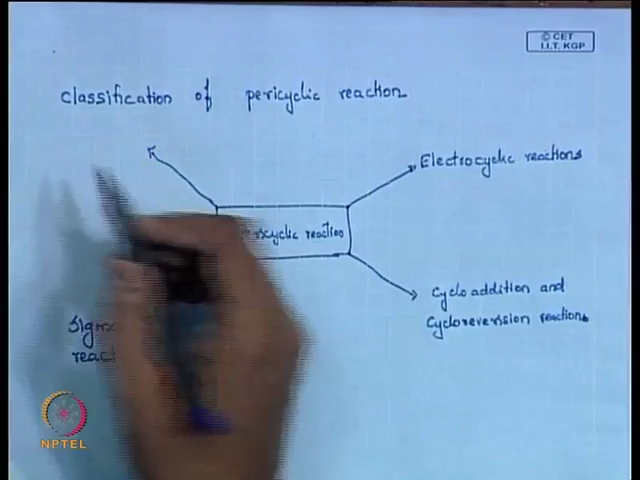 © CET
I.I.T. KGP
classification of pericyclic reaction
Electrocyclic reactions
cyclic reaction
Cycloaddition and
Cycloreversion reactions
NPTEL